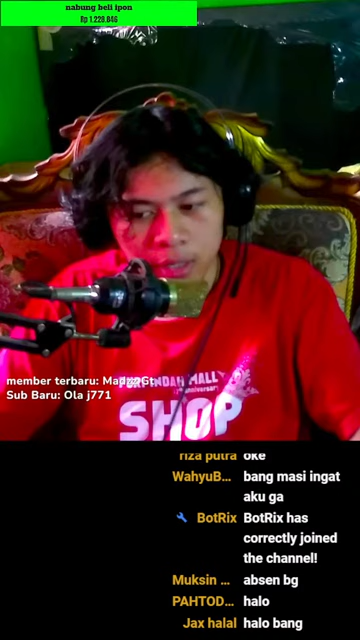 nabung beli ipon
Rp 1.228.846
member terbaru:
Sub Baru: Ola j771
MALL
anniversary
SHOP
riza putra oke
WahyuB... bang masi ingat
aku ga
BotRix BotRix has
correctly joined
the channel!
Muksin ... absen bg
PAHTOD... halo
Jax halal halo bang